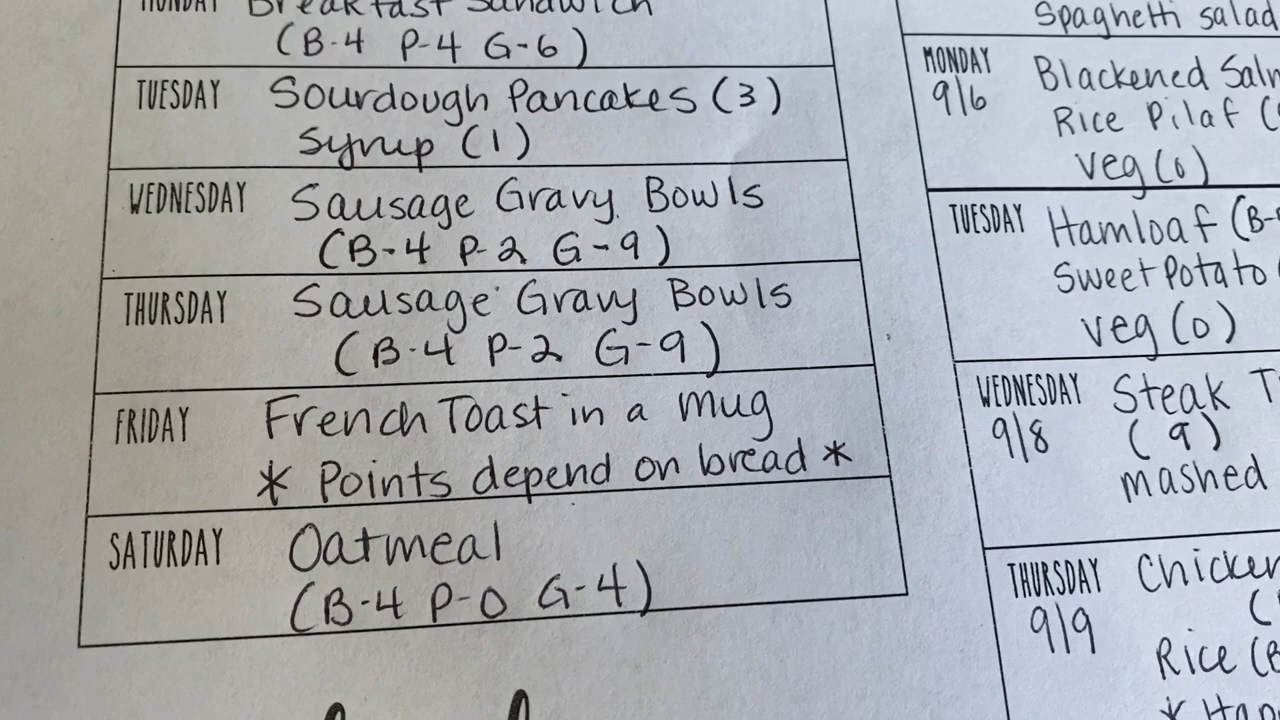 MONDAY Breakfast Sandwich
(B-4 P-4 G-6)
TUESDAY Sourdough Pancakes (3)
Syrup (1)
WEDNESDAY Sausage Gravy Bowls
(B-4 P-2 G-9)
THURSDAY Sausage Gravy Bowls
(B-4 P-2 G-9)
FRIDAY French Toast in a mug
* Points depend on bread *
SATURDAY Oatmeal
(B-4 P-0 G-4)
Spaghetti salad
MONDAY Blackened
9/6 Rice Pilaf (
veg (0)
TUESDAY Hamloaf (B-
Sweet Potato
veg (0)
WEDNESDAY Steak
9/8 (9)
mashed
THURSDAY Chicken
9/9 (
Rice (B
*